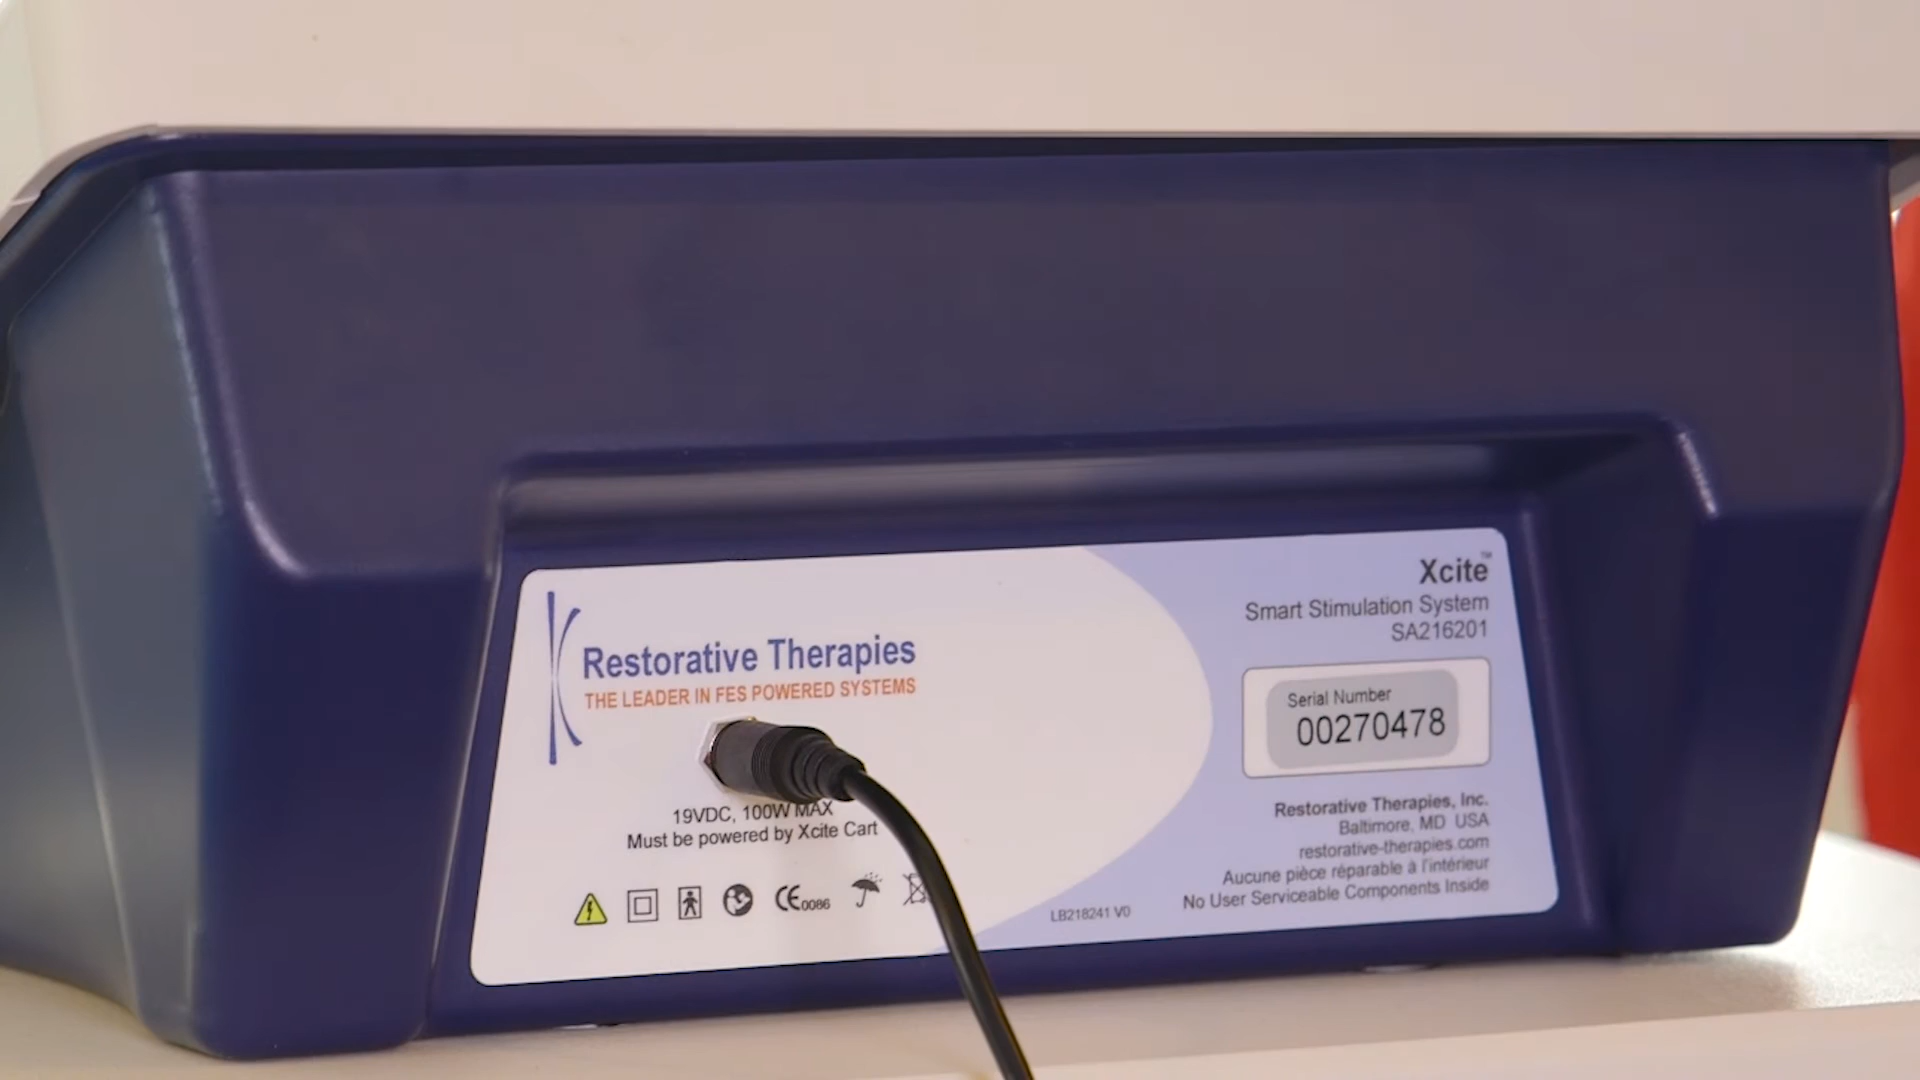 Restorative Therapies
THE LEADER IN FES POWERED SYSTEMS
19VDC, 100W MAX
Must be powered by Xcite Cart
CE0086
LB218241 V0
Xcite™
Smart Stimulation System
SA216201
Serial Number
00270478
Restorative Therapies, Inc.
Baltimore, MD USA
restorative-therapies.com
Aucune pièce réparable à l'intérieur
No User Serviceable Components Inside